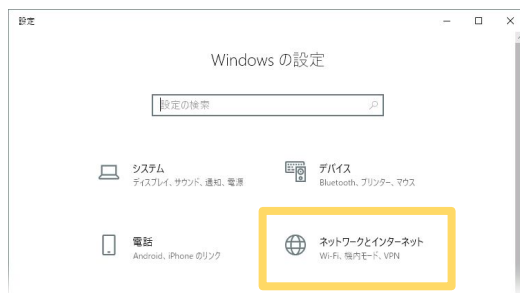 設定
Windows の設定
設定の検索
システム
ディスプレイ、サウンド、通知、電源
デバイス
Bluetooth、プリンター、マウス
電話
Android、iPhone のリンク
ネットワークとインターネット
Wi-Fi、機内モード、VPN